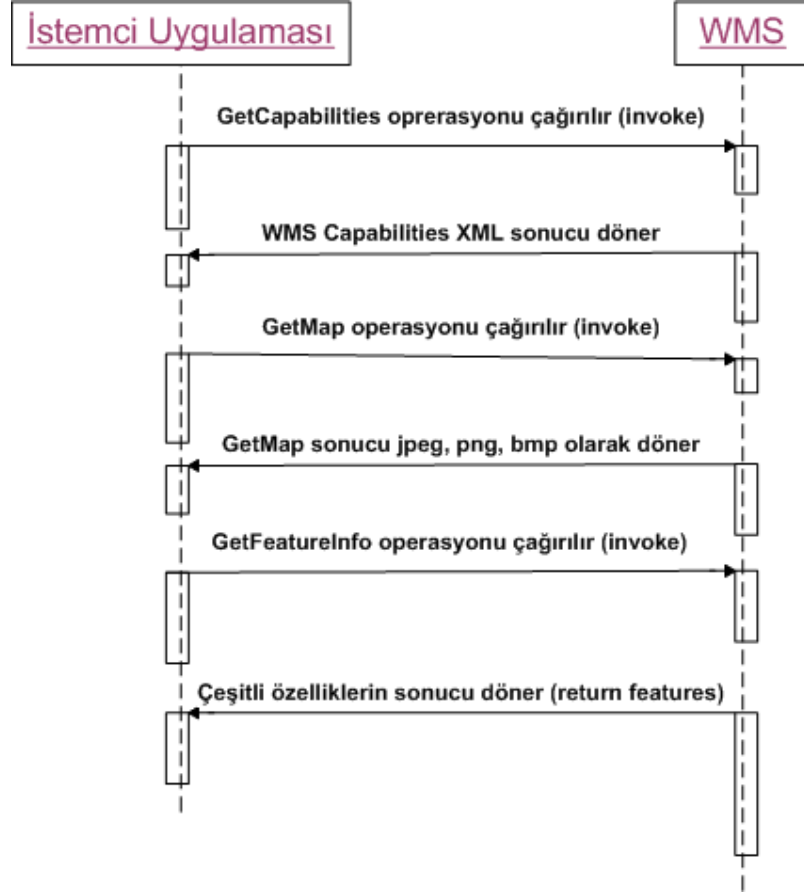 İstemci Uygulaması
WMS
GetCapabilities oprerasyonu çağırılır (invoke)
WMS Capabilities XML sonucu döner
GetMap operasyonu çağırılır (invoke)
GetMap sonucu jpeg, png, bmp olarak döner
GetFeatureInfo operasyonu çağırılır (invoke)
Çeşitli özelliklerin sonucu döner (return features)